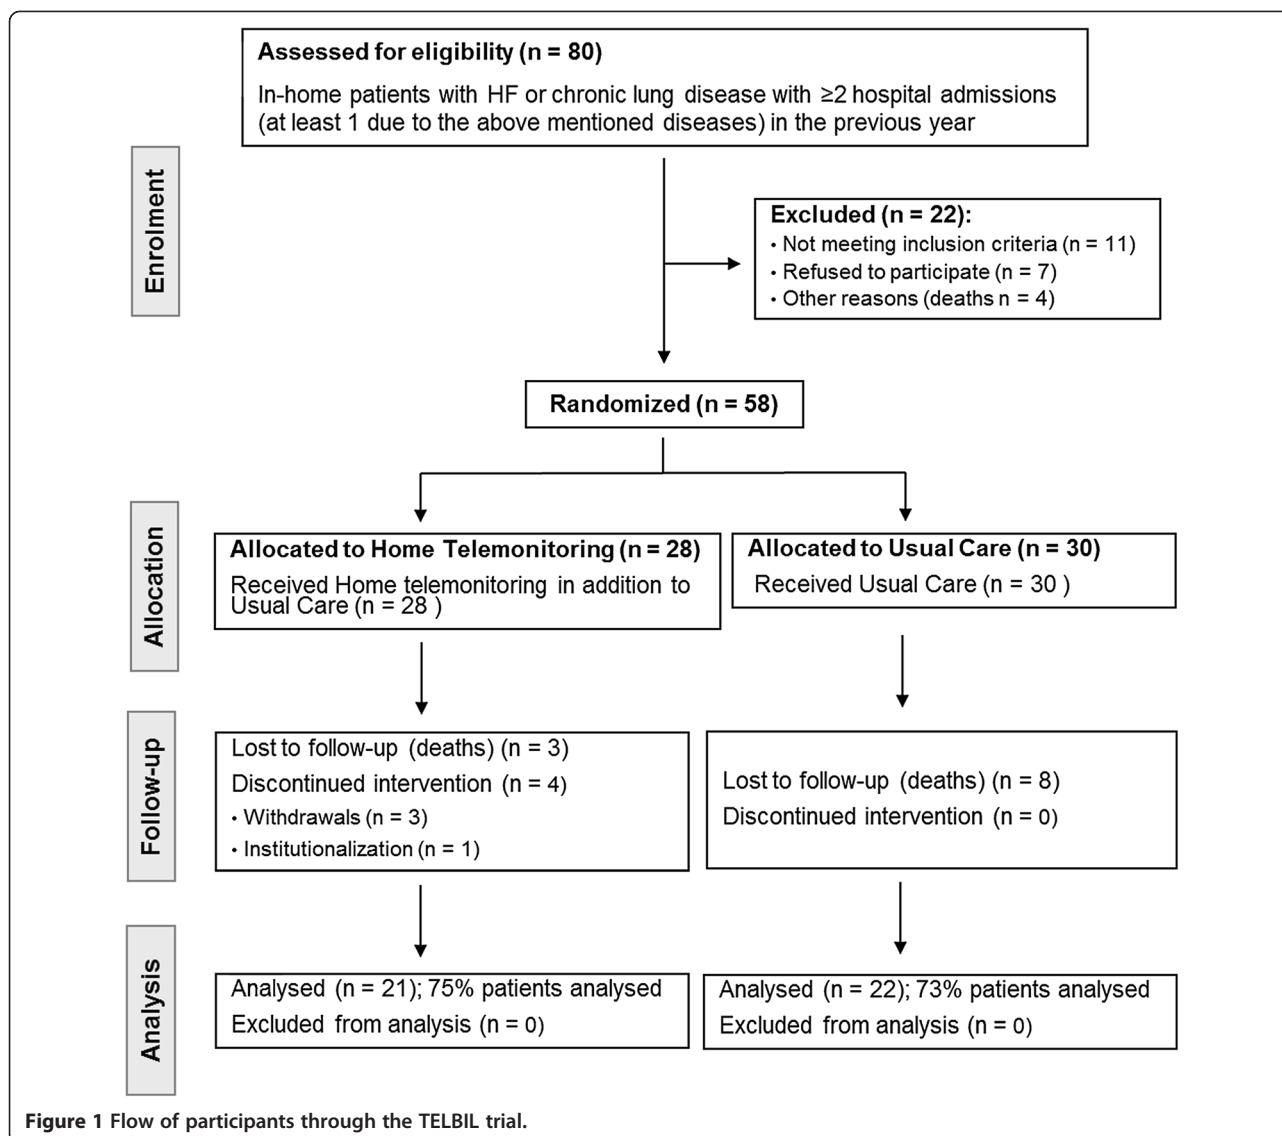 Assessed for eligibility (n = 80)
In-home patients with HF or chronic lung disease with ≥2 hospital admissions
(at least 1 due to the above mentioned diseases) in the previous year
Enrolment
Excluded (n = 22):
• Not meeting inclusion criteria (n = 11)
• Refused to participate (n = 7)
• Other reasons (deaths n = 4)
Randomized (n = 58)
Allocation
Allocated to Home Telemonitoring (n = 28)
Received Home telemonitoring in addition to
Usual Care (n = 28 )
Allocated to Usual Care (n = 30)
Received Usual Care (n = 30 )
Follow-up
Lost to follow-up (deaths) (n = 3)
Discontinued intervention (n = 4)
• Withdrawals (n = 3)
• Institutionalization (n = 1)
Lost to follow-up (deaths) (n = 8)
Discontinued intervention (n = 0)
Analysis
Analysed (n = 21); 75% patients analysed
Excluded from analysis (n = 0)
Analysed (n = 22); 73% patients analysed
Excluded from analysis (n = 0)
Figure 1 Flow of participants through the TELBIL trial.